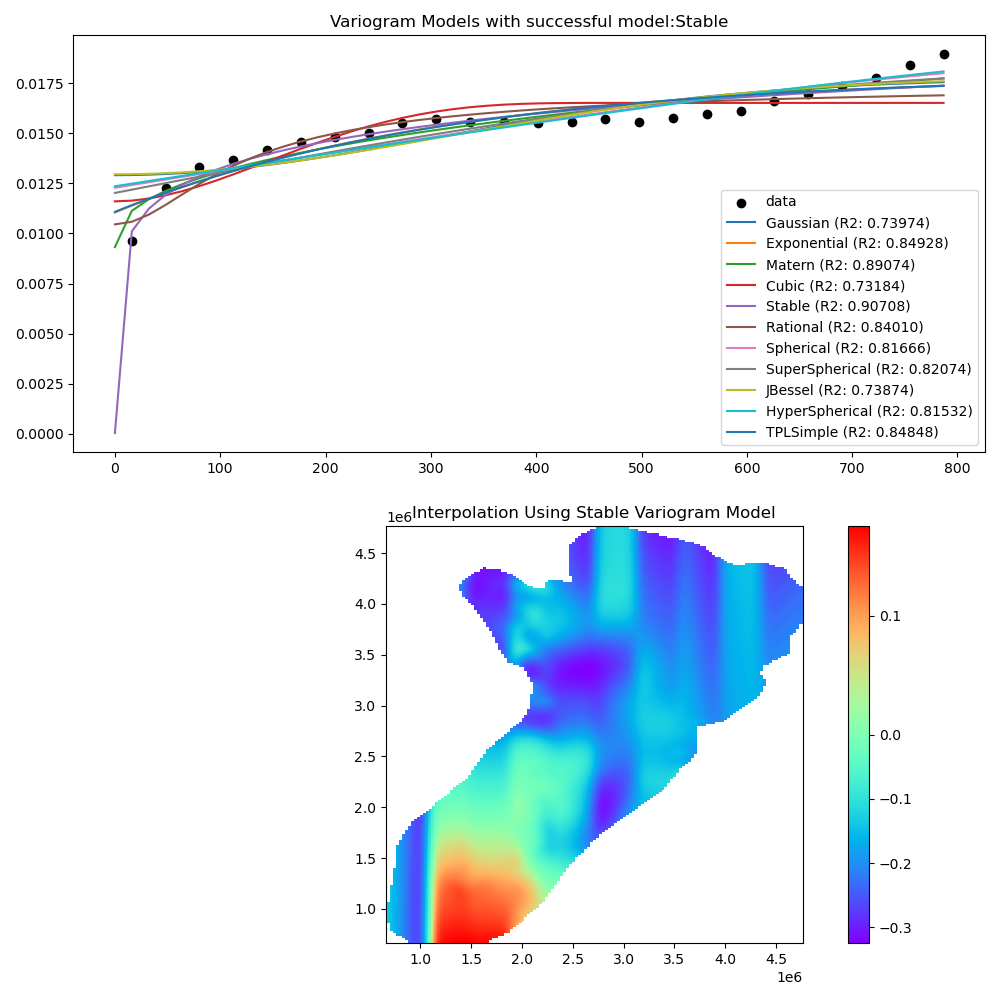 Variogram Models with successful model:Stable
0.0175
0.0150
0.0125
0.0100
0.0075
0.0050
0.0025
0.0000
data
Gaussian (R2: 0.73974)
Exponential (R2: 0.84928)
Matern (R2: 0.89074)
Cubic (R2: 0.73184)
Stable (R2: 0.90708)
Rational (R2: 0.84010)
Spherical (R2: 0.81666)
SuperSpherical (R2: 0.82074)
JBessel (R2: 0.73874)
HyperSpherical (R2: 0.81532)
TPLSimple (R2: 0.84848)
0 100 200 300 400 500 600 700 800
Interpolation Using Stable Variogram Model
1e6
4.5
4.0
3.5
3.0
2.5
2.0
1.5
1.0
1.0 1.5 2.0 2.5 3.0 3.5 4.0 4.5
1e6
0.1
0.0
−0.1
−0.2
−0.3